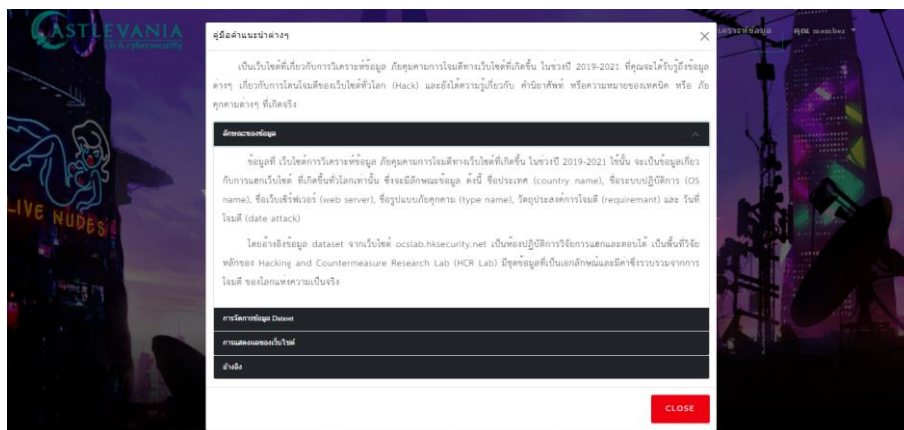 CASTLEVANIA
cis & cybersecurity
คู่มือคำแนะนำต่างๆ
เคราะห์ข้อมูล
คุณ member
เป็นเว็บไซต์ที่เกี่ยวกับการวิเคราะห์ข้อมูล ภัยคุมคามการโจมตีทางเว็บไซต์ที่เกิดขึ้น ในช่วงปี 2019-2021 ที่คุณจะได้รับรู้ถึงข้อมูล
ต่างๆ เกี่ยวกับการโดนโจมตีของเว็บไซต์ทั่วโลก (Hack) และยังได้ความรู้เกี่ยวกับ คำนิยาศัพท์ หรือความหมายของเทคนิค หรือ ภัย
คุกคามต่างๆ ที่เกิดจริง
ลักษณะของข้อมูล
ข้อมูลที่ เว็บไซต์การวิเคราะห์ข้อมูล ภัยคุมคามการโจมตีทางเว็บไซต์ที่เกิดขึ้น ในช่วงปี 2019-2021 ใช้นั้น จะเป็นข้อมูลเกี่ยว
กับการแฮกเว็บไซต์ ที่เกิดขึ้นทั่วโลกเท่านั้น ซึ่งจะมีลักษณะข้อมูล ดังนี้ ชื่อประเทศ (country name), ชื่อระบบปฏิบัติการ (OS
name), ชื่อเว็บเซิร์ฟเวอร์ (web server), ชื่อรูปแบบภัยคุกคาม (type name), วัตถุประสงค์การโจมตี (requiremant) และ วันที่
โจมตี (date attack)
โดยอ้างอิงข้อมูล dataset จากเว็บไซต์ ocslab.hksecurity.net เป็นห้องปฏิบัติการวิจัยการแฮกและตอบโต้ เป็นพื้นที่วิจัย
หลักของ Hacking and Countermeasure Research Lab (HCR Lab) มีชุดข้อมูลที่เป็นเอกลักษณ์และมีค่าซึ่งรวบรวมจากการ
โจมตี ของโลกแห่งความเป็นจริง
การจัดการข้อมูล Dataset
การแสดงผลของเว็บไซต์
อ้างอิง
CLOSE
LIVE NUDES